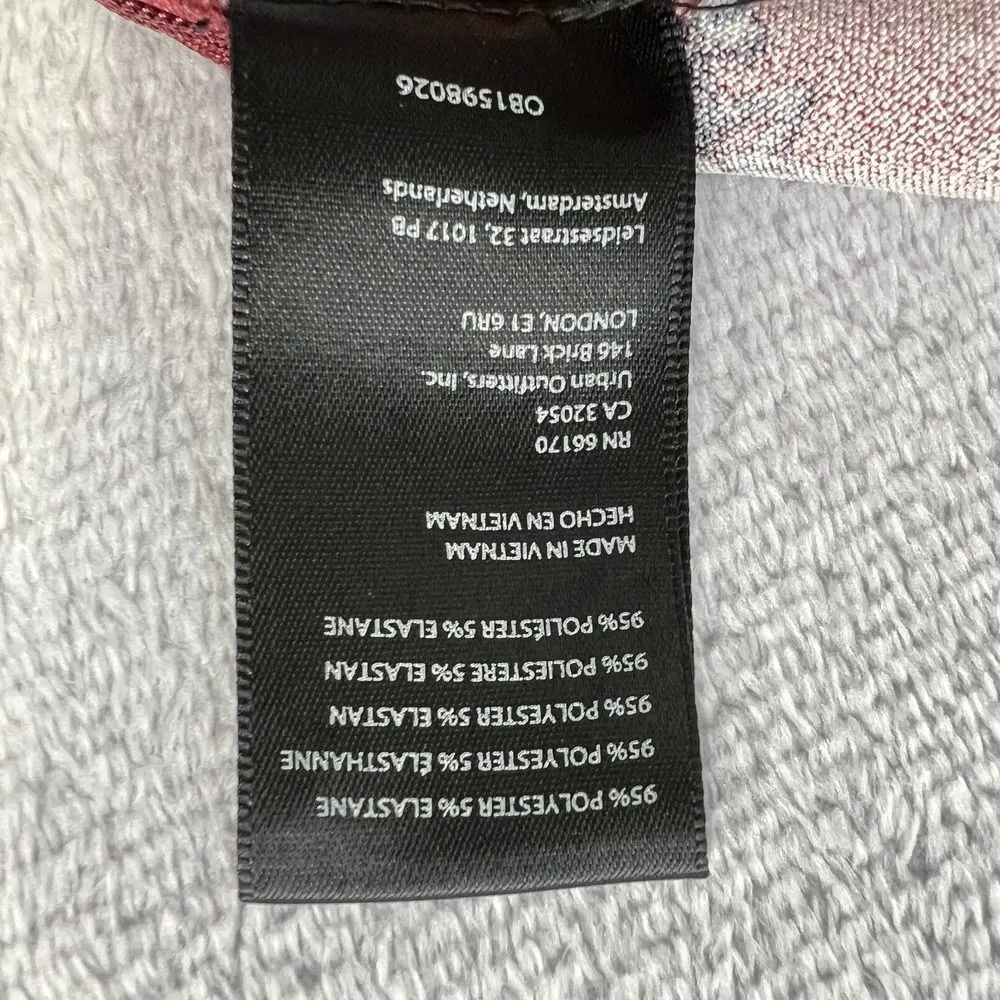 95% POLYESTER 5% ELASTANE
95% POLYESTER 5% ÉLASTHANNE
95% POLYESTER 5% ELASTAN
95% POLIESTERE 5% ELASTAN
95% POLIÉSTER 5% ELASTANE
MADE IN VIETNAM
HECHO EN VIETNAM
RN 66170
CA 32054
Urban Outfitters, Inc.
146 Brick Lane
LONDON, E1 6RU
Leidsestraat 32, 1017 PB
Amsterdam, Netherlands
OB1598026